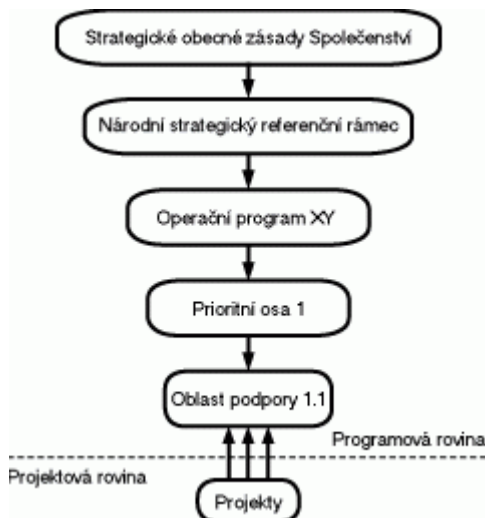 Strategické obecné zásady Společenství
Národní strategický referenční rámec
Operační program XY
Prioritní osa 1
Oblast podpory 1.1
Programová rovina
Projektová rovina
Projekty